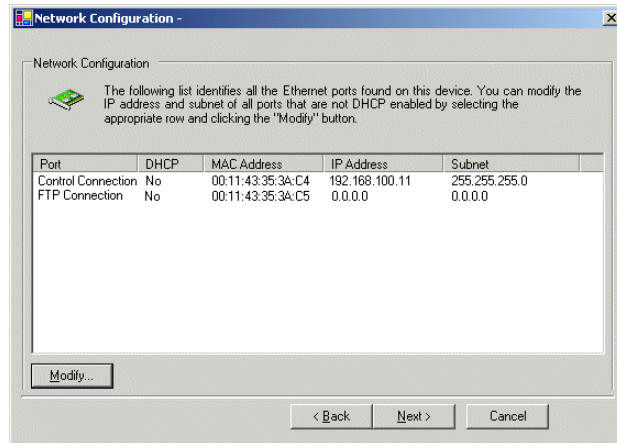 Network Configuration -
Network Configuration
The following list identifies all the Ethernet ports found on this device. You can modify the
IP address and subnet of all ports that are not DHCP enabled by selecting the
appropriate row and clicking the "Modify" button.
Port DHCP MAC Address IP Address Subnet
Control Connection No 00:11:43:35:3A:C4 192.168.100.11 255.255.255.0
FTP Connection No 00:11:43:35:3A:C5 0.0.0.0 0.0.0.0
Modify...
< Back Next > Cancel